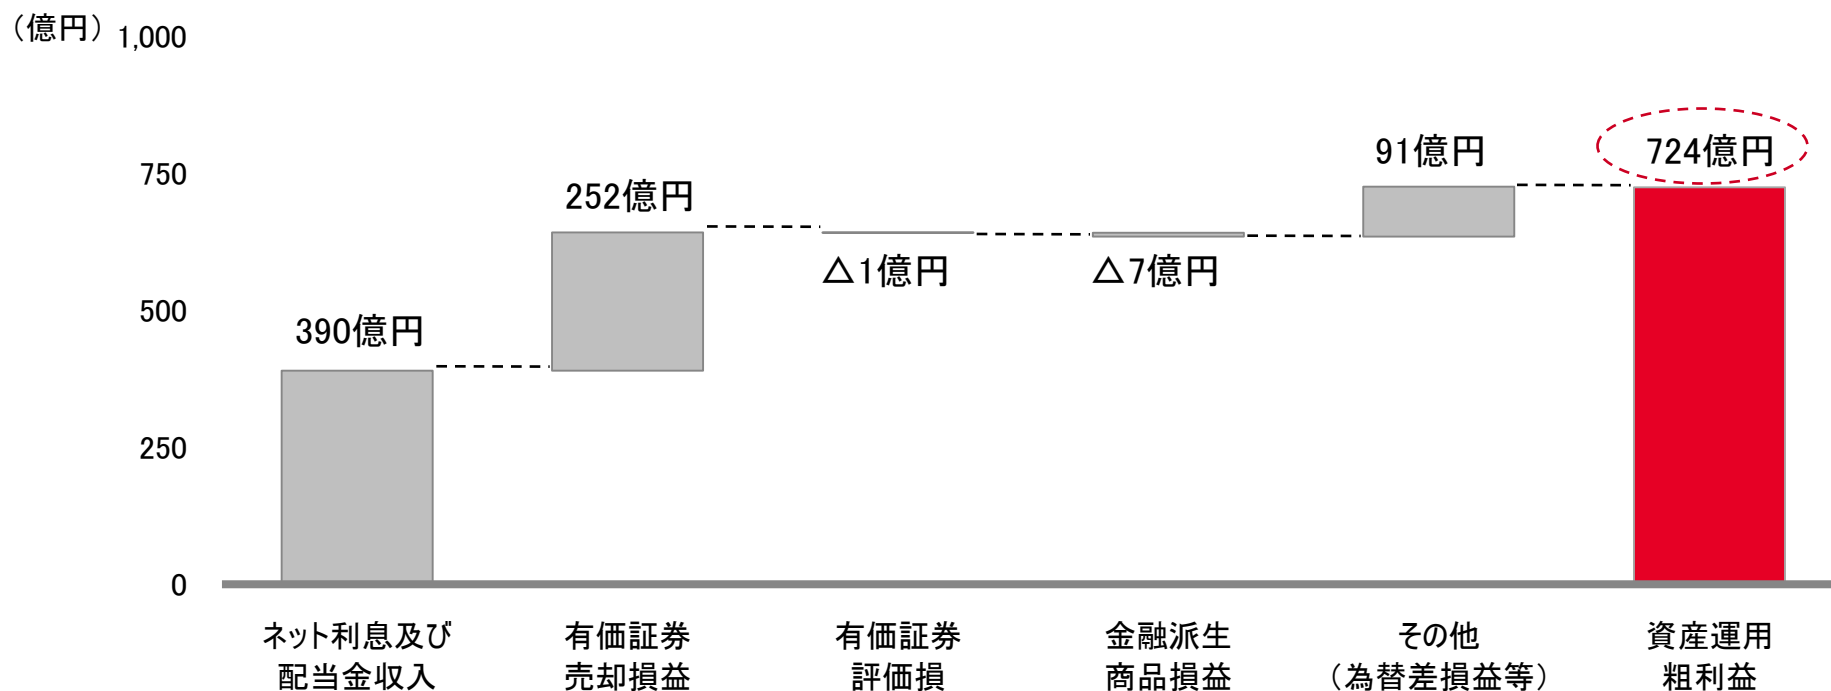 （億円）
1,000
750
500
250
0
390億円
252億円
△1億円
△7億円
91億円
724億円
ネット利息及び
配当金収入
有価証券
売却損益
有価証券
評価損
金融派生
商品損益
その他
（為替差損益等）
資産運用
粗利益